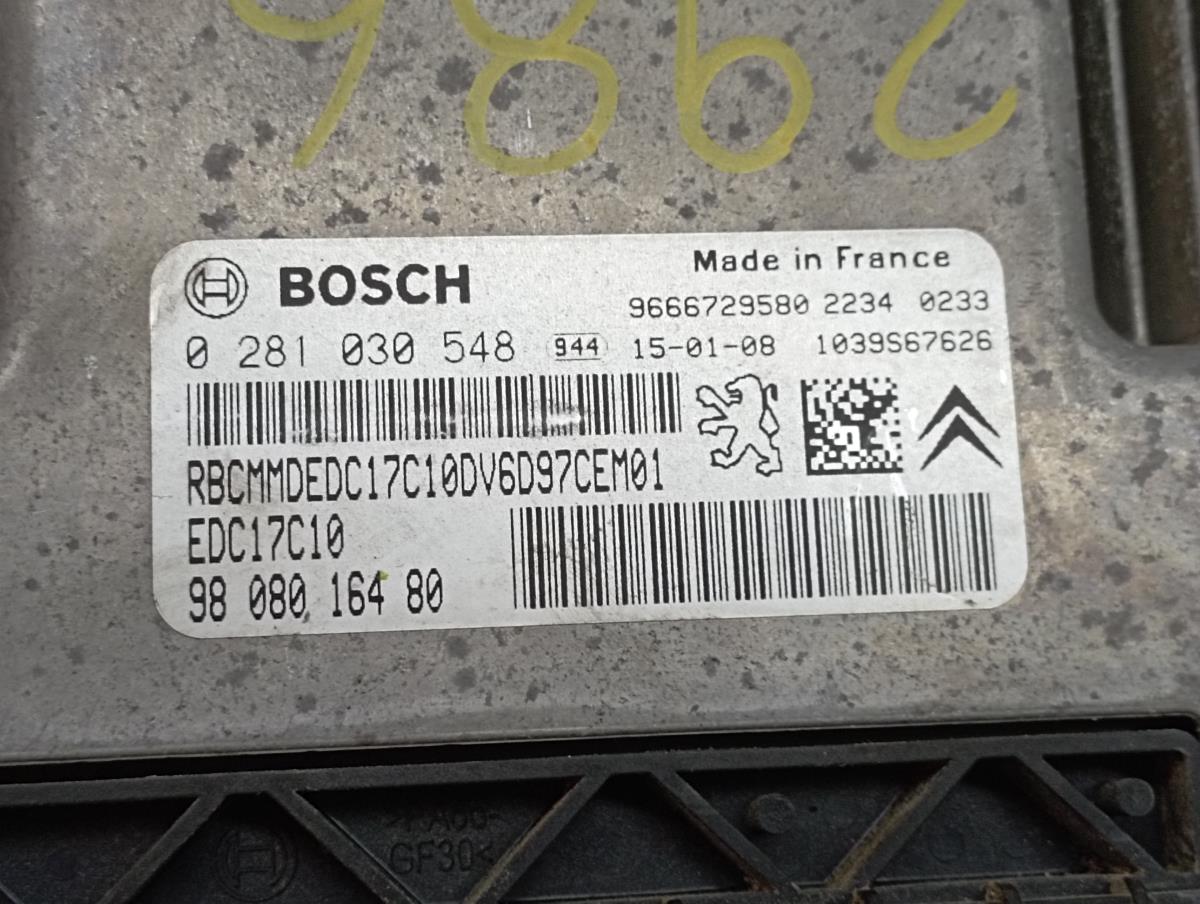 BOSCH
Made in France
9666729580 2234 0233
0 281 030 548 944 15-01-08 1039S67626
RBCMMDEDC17C10DV6D97CEM01
EDC17C10
98 080 164 80
GF30<